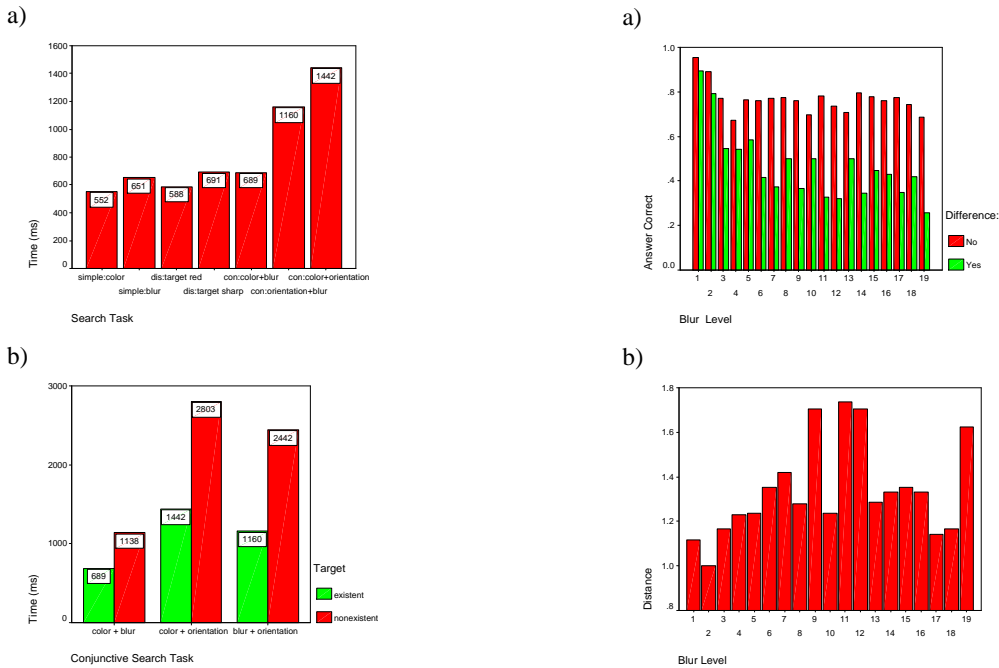 a)
1600
1400
1200
1000
800
600
400
200
0
Time (ms)
552
651
588
691
689
1160
1442
simple:color
dis:target red
con:color+blur
con:color+orientation
simple:blur
dis:target sharp
con:orientation+blur
Search Task
b)
3000
2000
1000
0
Time (ms)
689
1138
1442
2803
1160
2442
color + blur
color + orientation
blur + orientation
Conjunctive Search Task
Target
existent
nonexistent
a)
1.0
.8
.6
.4
.2
0.0
Answer Correct
1 3 5 7 9 11 13 15 17 19
2 4 6 8 10 12 14 16 18
Blur Level
Difference:
No
Yes
b)
1.8
1.6
1.4
1.2
1.0
.8
Distance
1 3 5 7 9 11 13 15 17 19
2 4 6 8 10 12 14 16 18
Blur Level